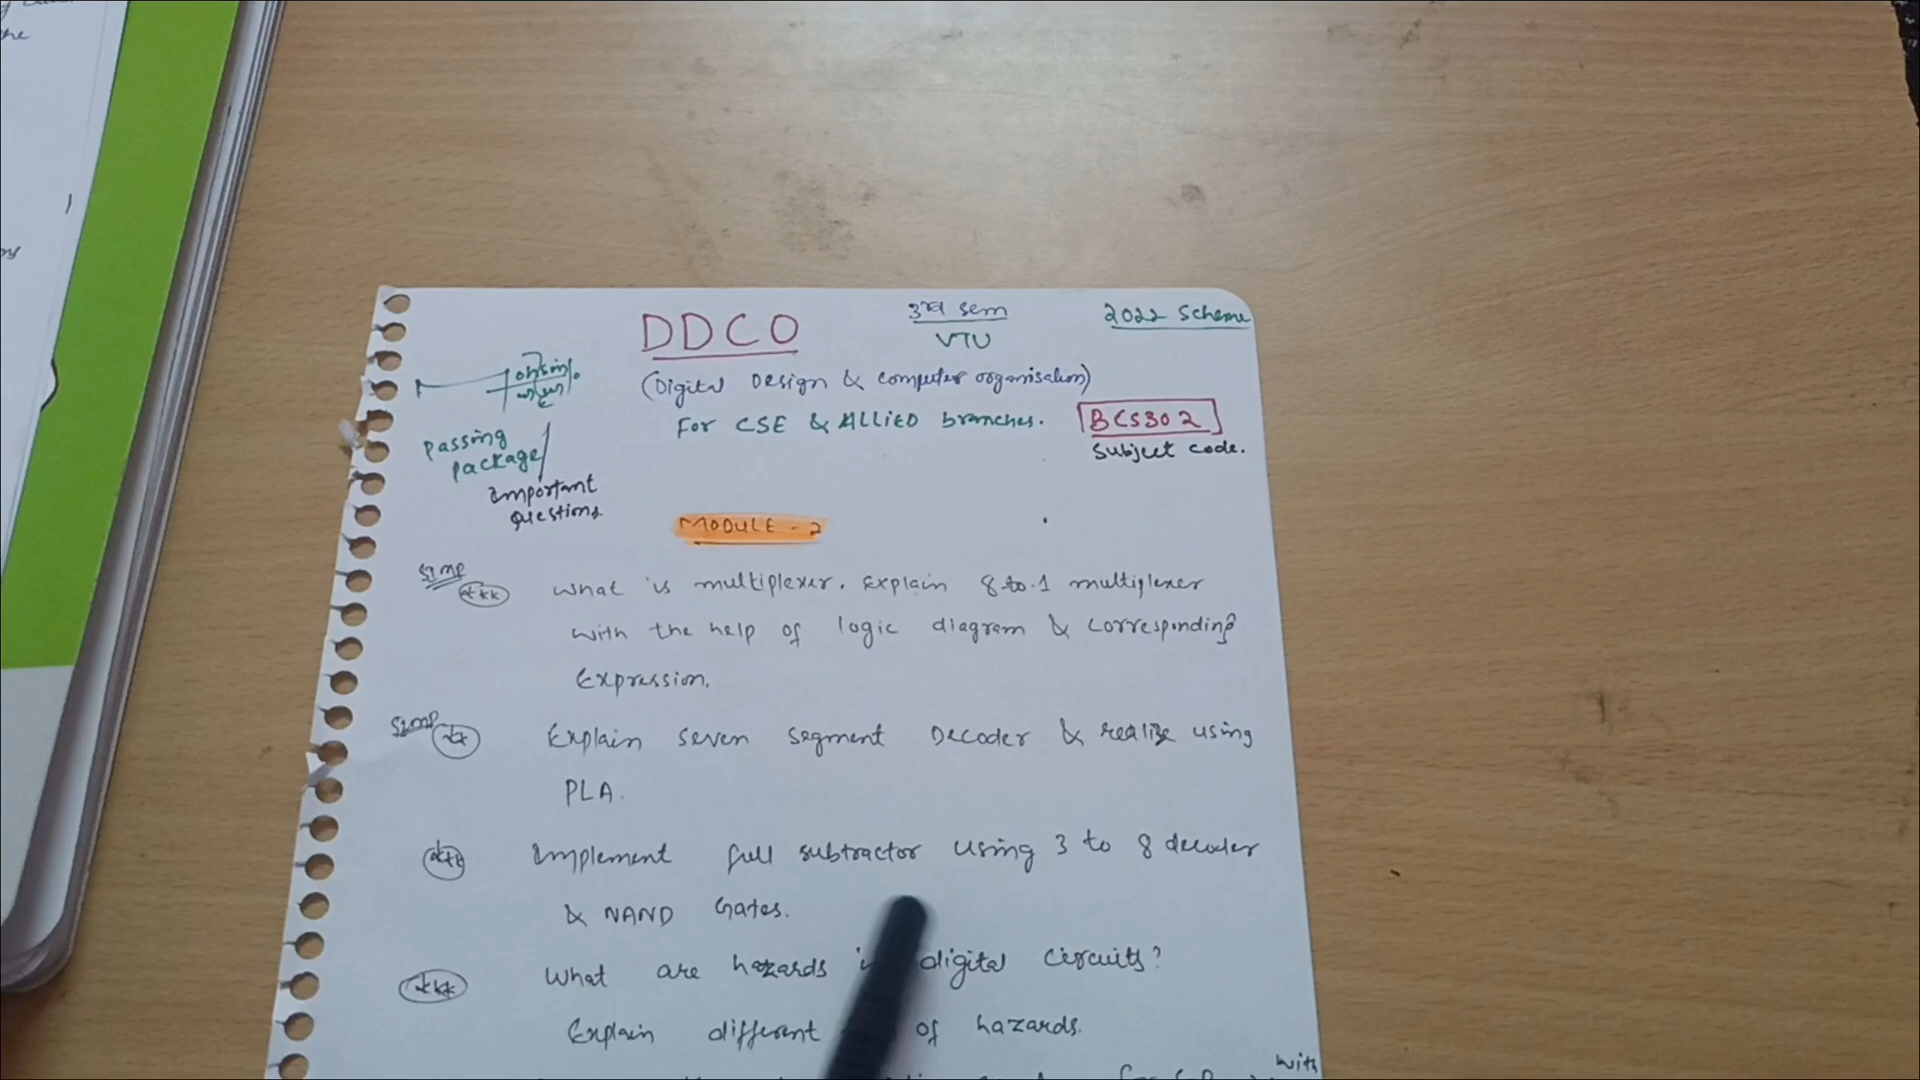 DDCO
3rd sem
VTU
2022 Scheme
(Digital Design & computer organisation)
For CSE & ALLIED branches.
BCS302
Subject code.
passing
package
important
questions.
MODULE - 2
SIMP *** What is multiplexer. Explain 8 to 1 multiplexer
with the help of logic diagram & corresponding
Expression.
SIMP ** Explain seven segment Decoder & realize using
PLA.
** Implement full subtractor using 3 to 8 decoder
& NAND Gates.
*** What are hazards digital circuits?
Explain different of hazards.
with